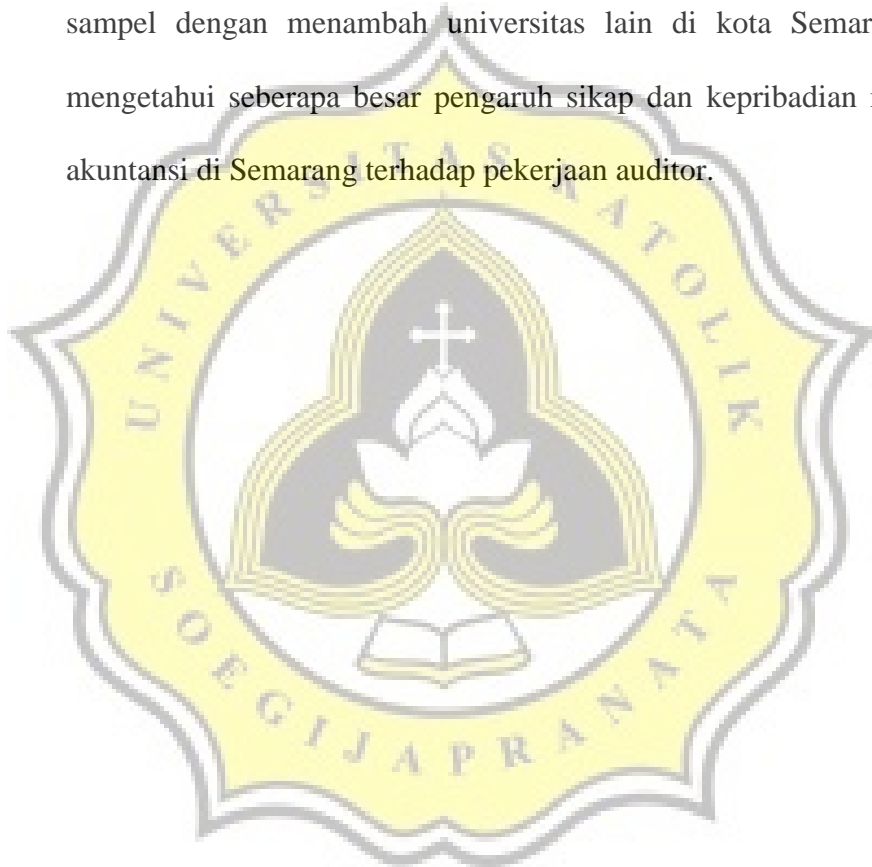 sampel dengan menambah universitas lain di kota Semar
mengetahui seberapa besar pengaruh sikap dan kepribadian
akuntansi di Semarang terhadap pekerjaan auditor.
UNIVERSITAS KATOLIK
SOEGIJAPRANATA